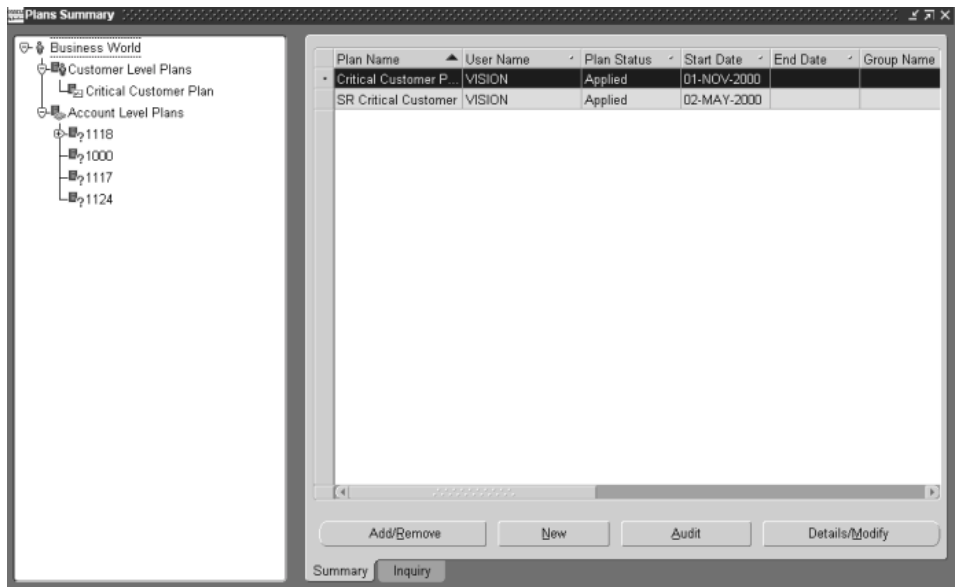 Plans Summary
Business World
Customer Level Plans
Critical Customer Plan
Account Level Plans
1118
1000
1117
1124
Plan Name User Name Plan Status Start Date End Date Group Name
Critical Customer P... VISION Applied 01-NOV-2000
SR Critical Customer VISION Applied 02-MAY-2000
Add/Remove New Audit Details/Modify
Summary Inquiry